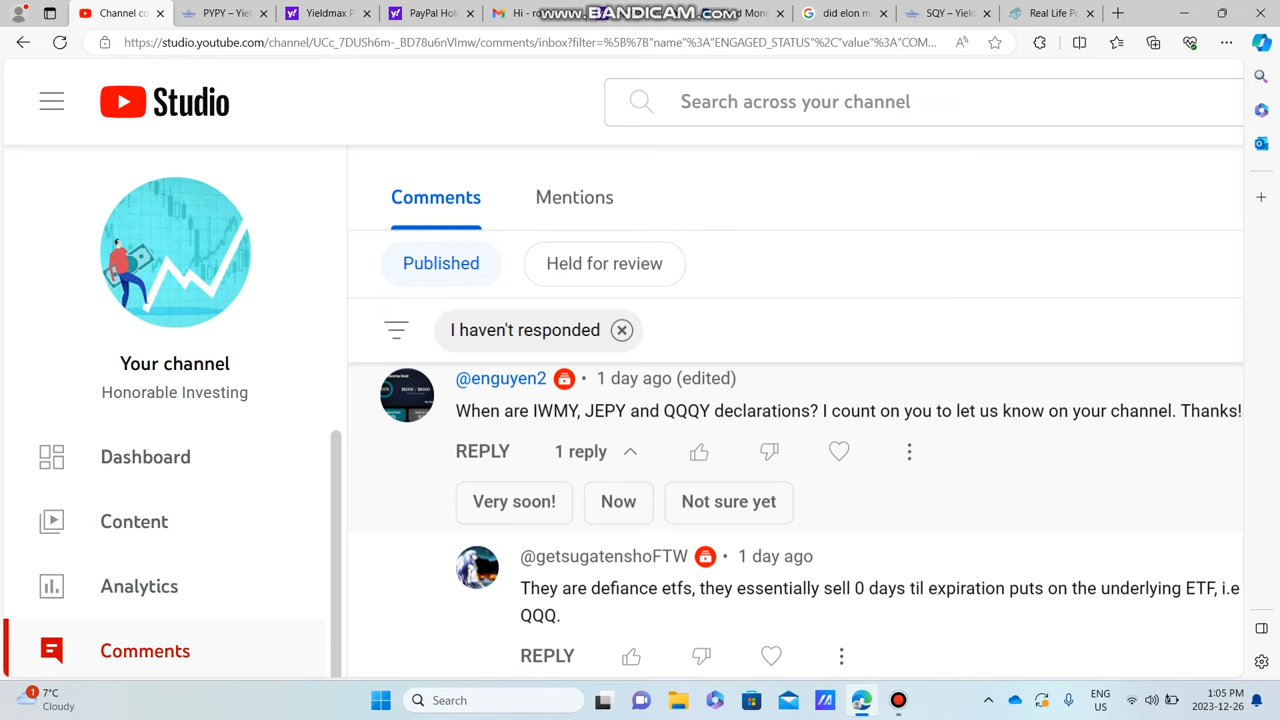 Channel co
PYPY – Yiel
Yieldmax P
PayPal Ho
www.BANDICAM.com
elon m
SQY – Yielo
Fit Life Po
https://studio.youtube.com/channel/UCc_7DUSh6m-_BD78u6nVImw/comments/inbox?filter=%5B%7B"name"%3A"ENGAGED_STATUS"%2C"value"%3A"COM...
Studio
Search across your channel
Comments
Mentions
Published
Held for review
I haven't responded
Your channel
Honorable Investing
Dashboard
Content
Analytics
Comments
@enguyen2 • 1 day ago (edited)
When are IWMY, JEPY and QQQY declarations? I count on you to let us know on your channel. Thanks!
REPLY 1 reply
Very soon! Now Not sure yet
@getsugatenshoFTW • 1 day ago
They are defiance etfs, they essentially sell 0 days til expiration puts on the underlying ETF, i.e
QQQ.
REPLY
1
7°C
Cloudy
Search
ENG
US
1:05 PM
2023-12-26